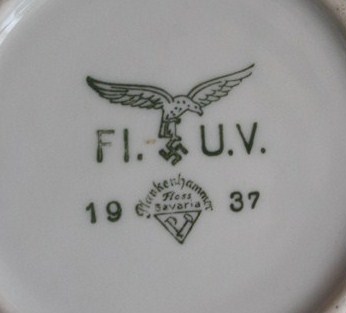 Fl. U.V.
19 37
Plankenhammer
Floss
Bavaria